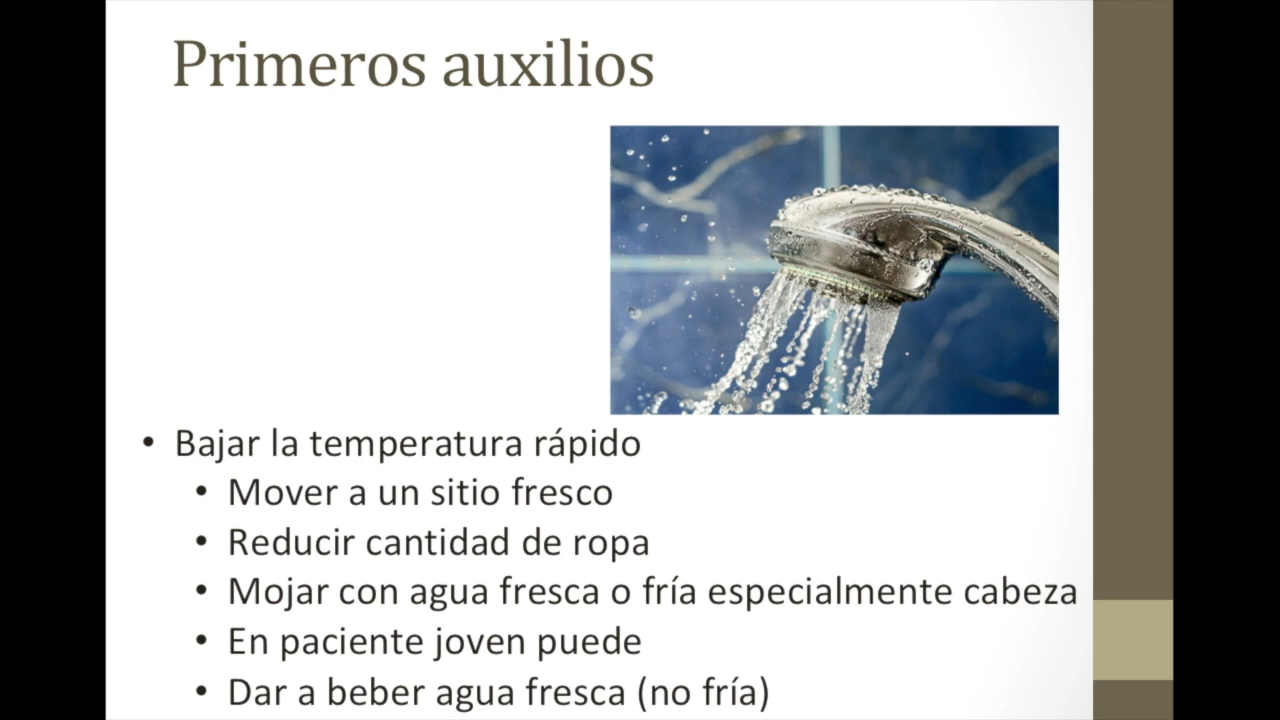 Primeros auxilios
• Bajar la temperatura rápido
• Mover a un sitio fresco
• Reducir cantidad de ropa
• Mojar con agua fresca o fría especialmente cabeza
• En paciente joven puede
• Dar a beber agua fresca (no fría)